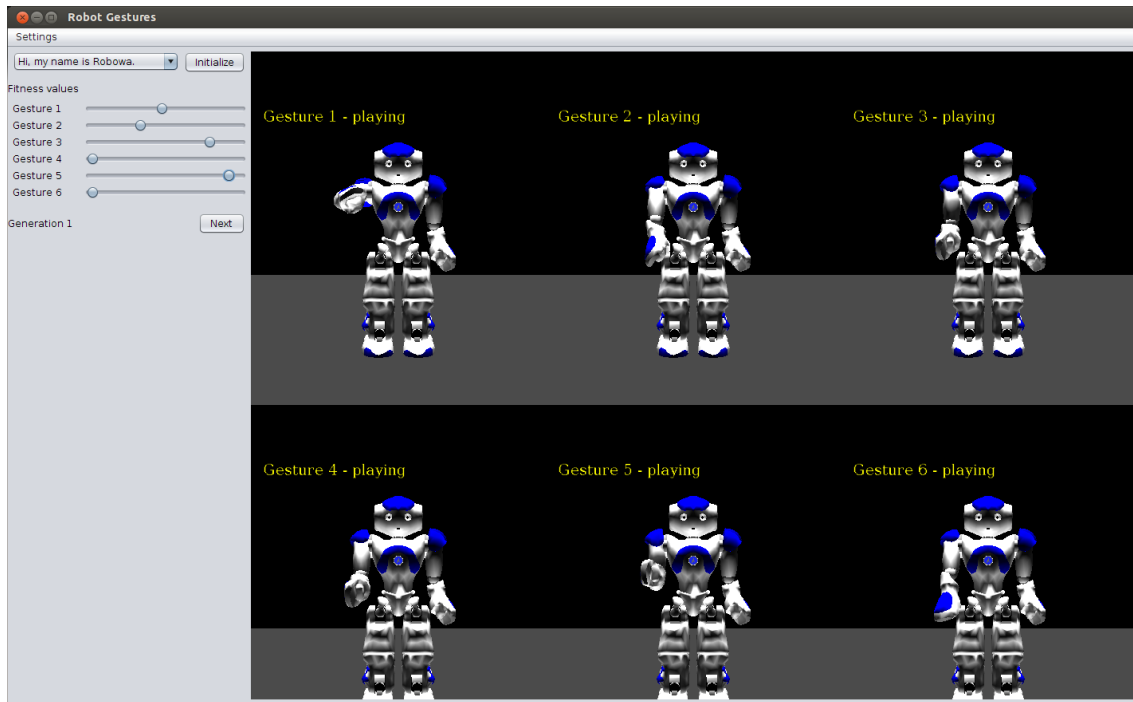 Robot Gestures
Settings
Hi, my name is Robowa.
Initialize
Fitness values
Gesture 1
Gesture 2
Gesture 3
Gesture 4
Gesture 5
Gesture 6
Generation 1
Next
Gesture 1 - playing
Gesture 2 - playing
Gesture 3 - playing
Gesture 4 - playing
Gesture 5 - playing
Gesture 6 - playing